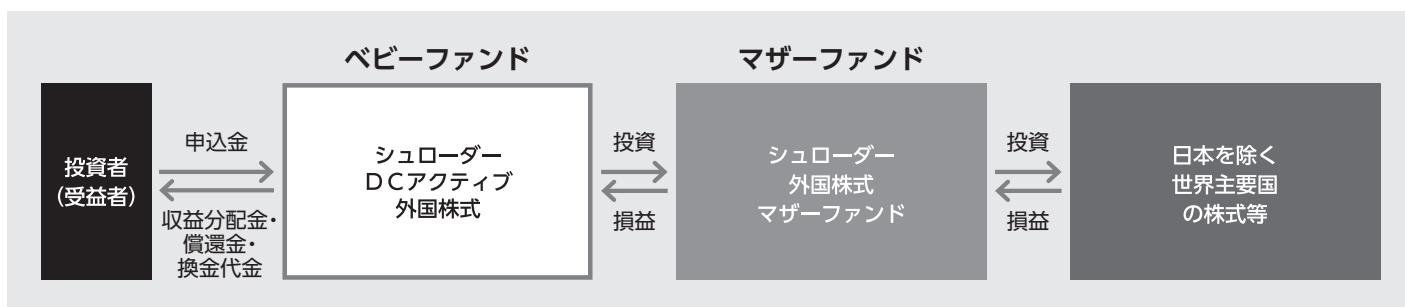 ベビーファンド
マザーファンド
投資者
(受益者)
申込金
収益分配金・
償還金・
換金代金
シュローダー
DCアクティブ
外国株式
投資
損益
シュローダー
外国株式
マザーファンド
投資
損益
日本を除く
世界主要国
の株式等